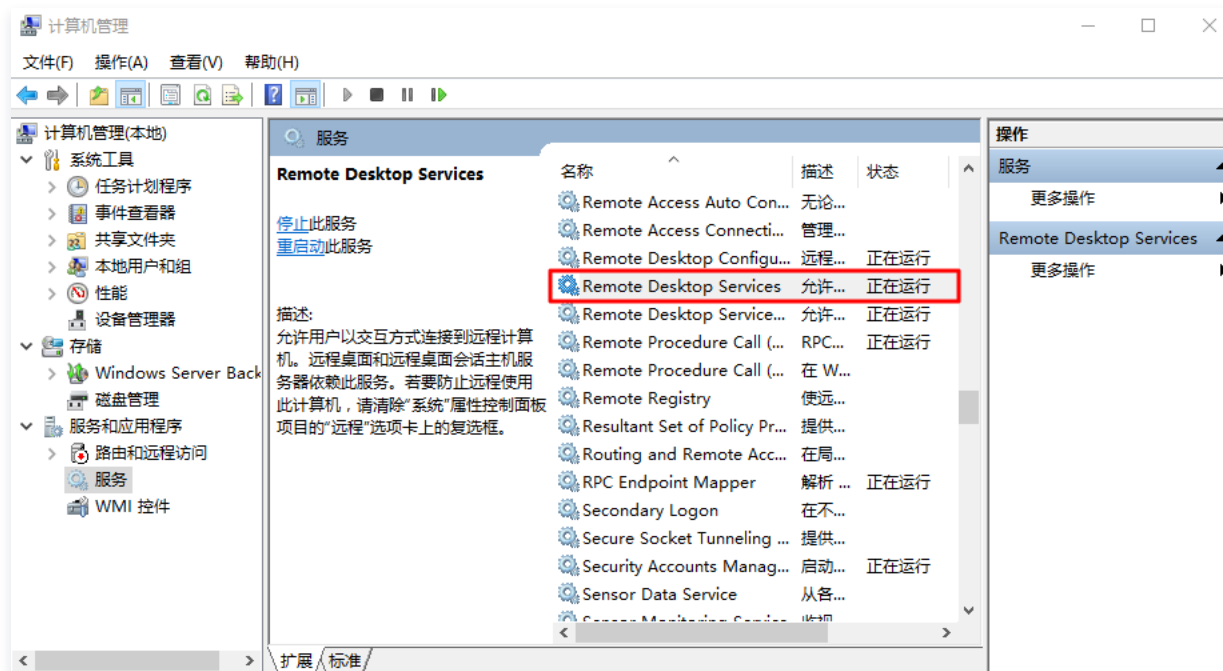 计算机管理
文件(F) 操作(A) 查看(V) 帮助(H)
计算机管理(本地)
系统工具
任务计划程序
事件查看器
共享文件夹
本地用户和组
性能
设备管理器
存储
Windows Server Back
磁盘管理
服务和应用程序
路由和远程访问
服务
WMI 控件
服务
Remote Desktop Services
停止此服务
重启动此服务
描述:
允许用户以交互方式连接到远程计算
机。远程桌面和远程桌面会话主机服
务器依赖此服务。若要防止远程使用
此计算机，请清除“系统”属性控制面板
项目的“远程”选项卡上的复选框。
名称 描述 状态
Remote Access Auto Con... 无论...
Remote Access Connecti... 管理...
Remote Desktop Configu... 远程... 正在运行
Remote Desktop Services 允许... 正在运行
Remote Desktop Service... 允许... 正在运行
Remote Procedure Call (... RPC... 正在运行
Remote Procedure Call (... 在 W...
Remote Registry 使远...
Resultant Set of Policy Pr... 提供...
Routing and Remote Acc... 在局...
RPC Endpoint Mapper 解析 ... 正在运行
Secondary Logon 在不...
Secure Socket Tunneling ... 提供...
Security Accounts Manag... 启动... 正在运行
Sensor Data Service 从各...
Sensor Monitoring Service 监视...
扩展 标准
操作
服务
更多操作
Remote Desktop Services
更多操作